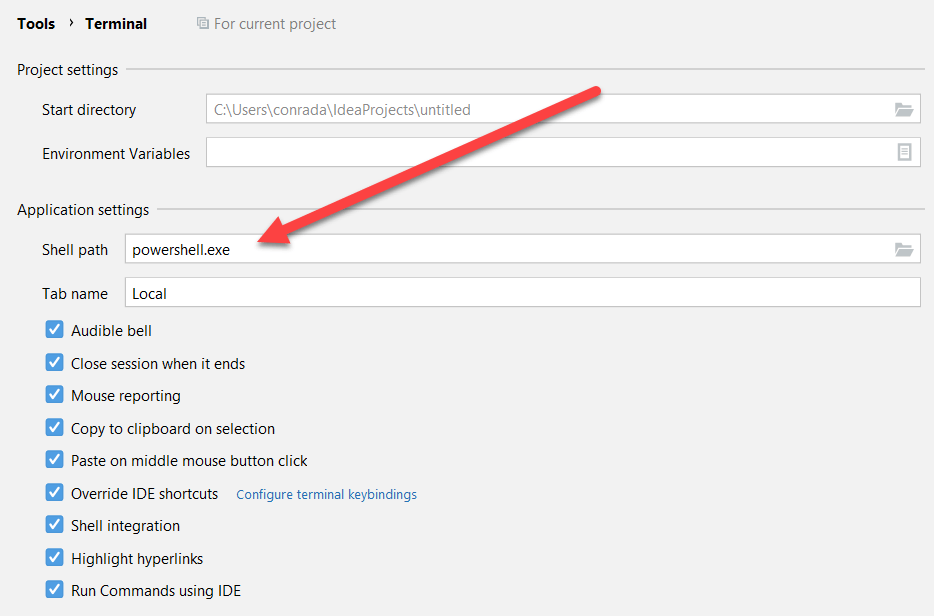 Tools › Terminal For current project
Project settings
Start directory C:\Users\conrada\IdeaProjects\untitled
Environment Variables
Application settings
Shell path powershell.exe
Tab name Local
Audible bell
Close session when it ends
Mouse reporting
Copy to clipboard on selection
Paste on middle mouse button click
Override IDE shortcuts Configure terminal keybindings
Shell integration
Highlight hyperlinks
Run Commands using IDE